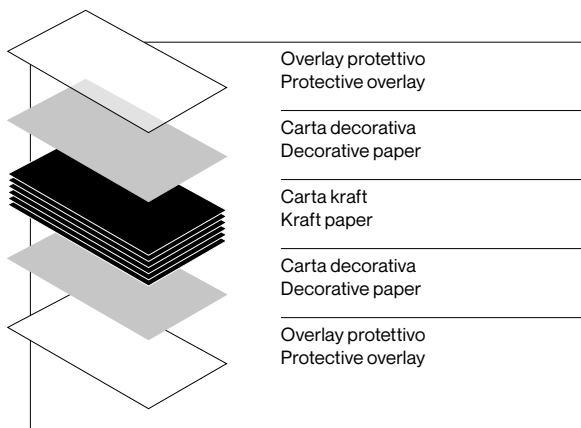 Overlay protettivo
Protective overlay
Carta decorativa
Decorative paper
Carta kraft
Kraft paper
Carta decorativa
Decorative paper
Overlay protettivo
Protective overlay